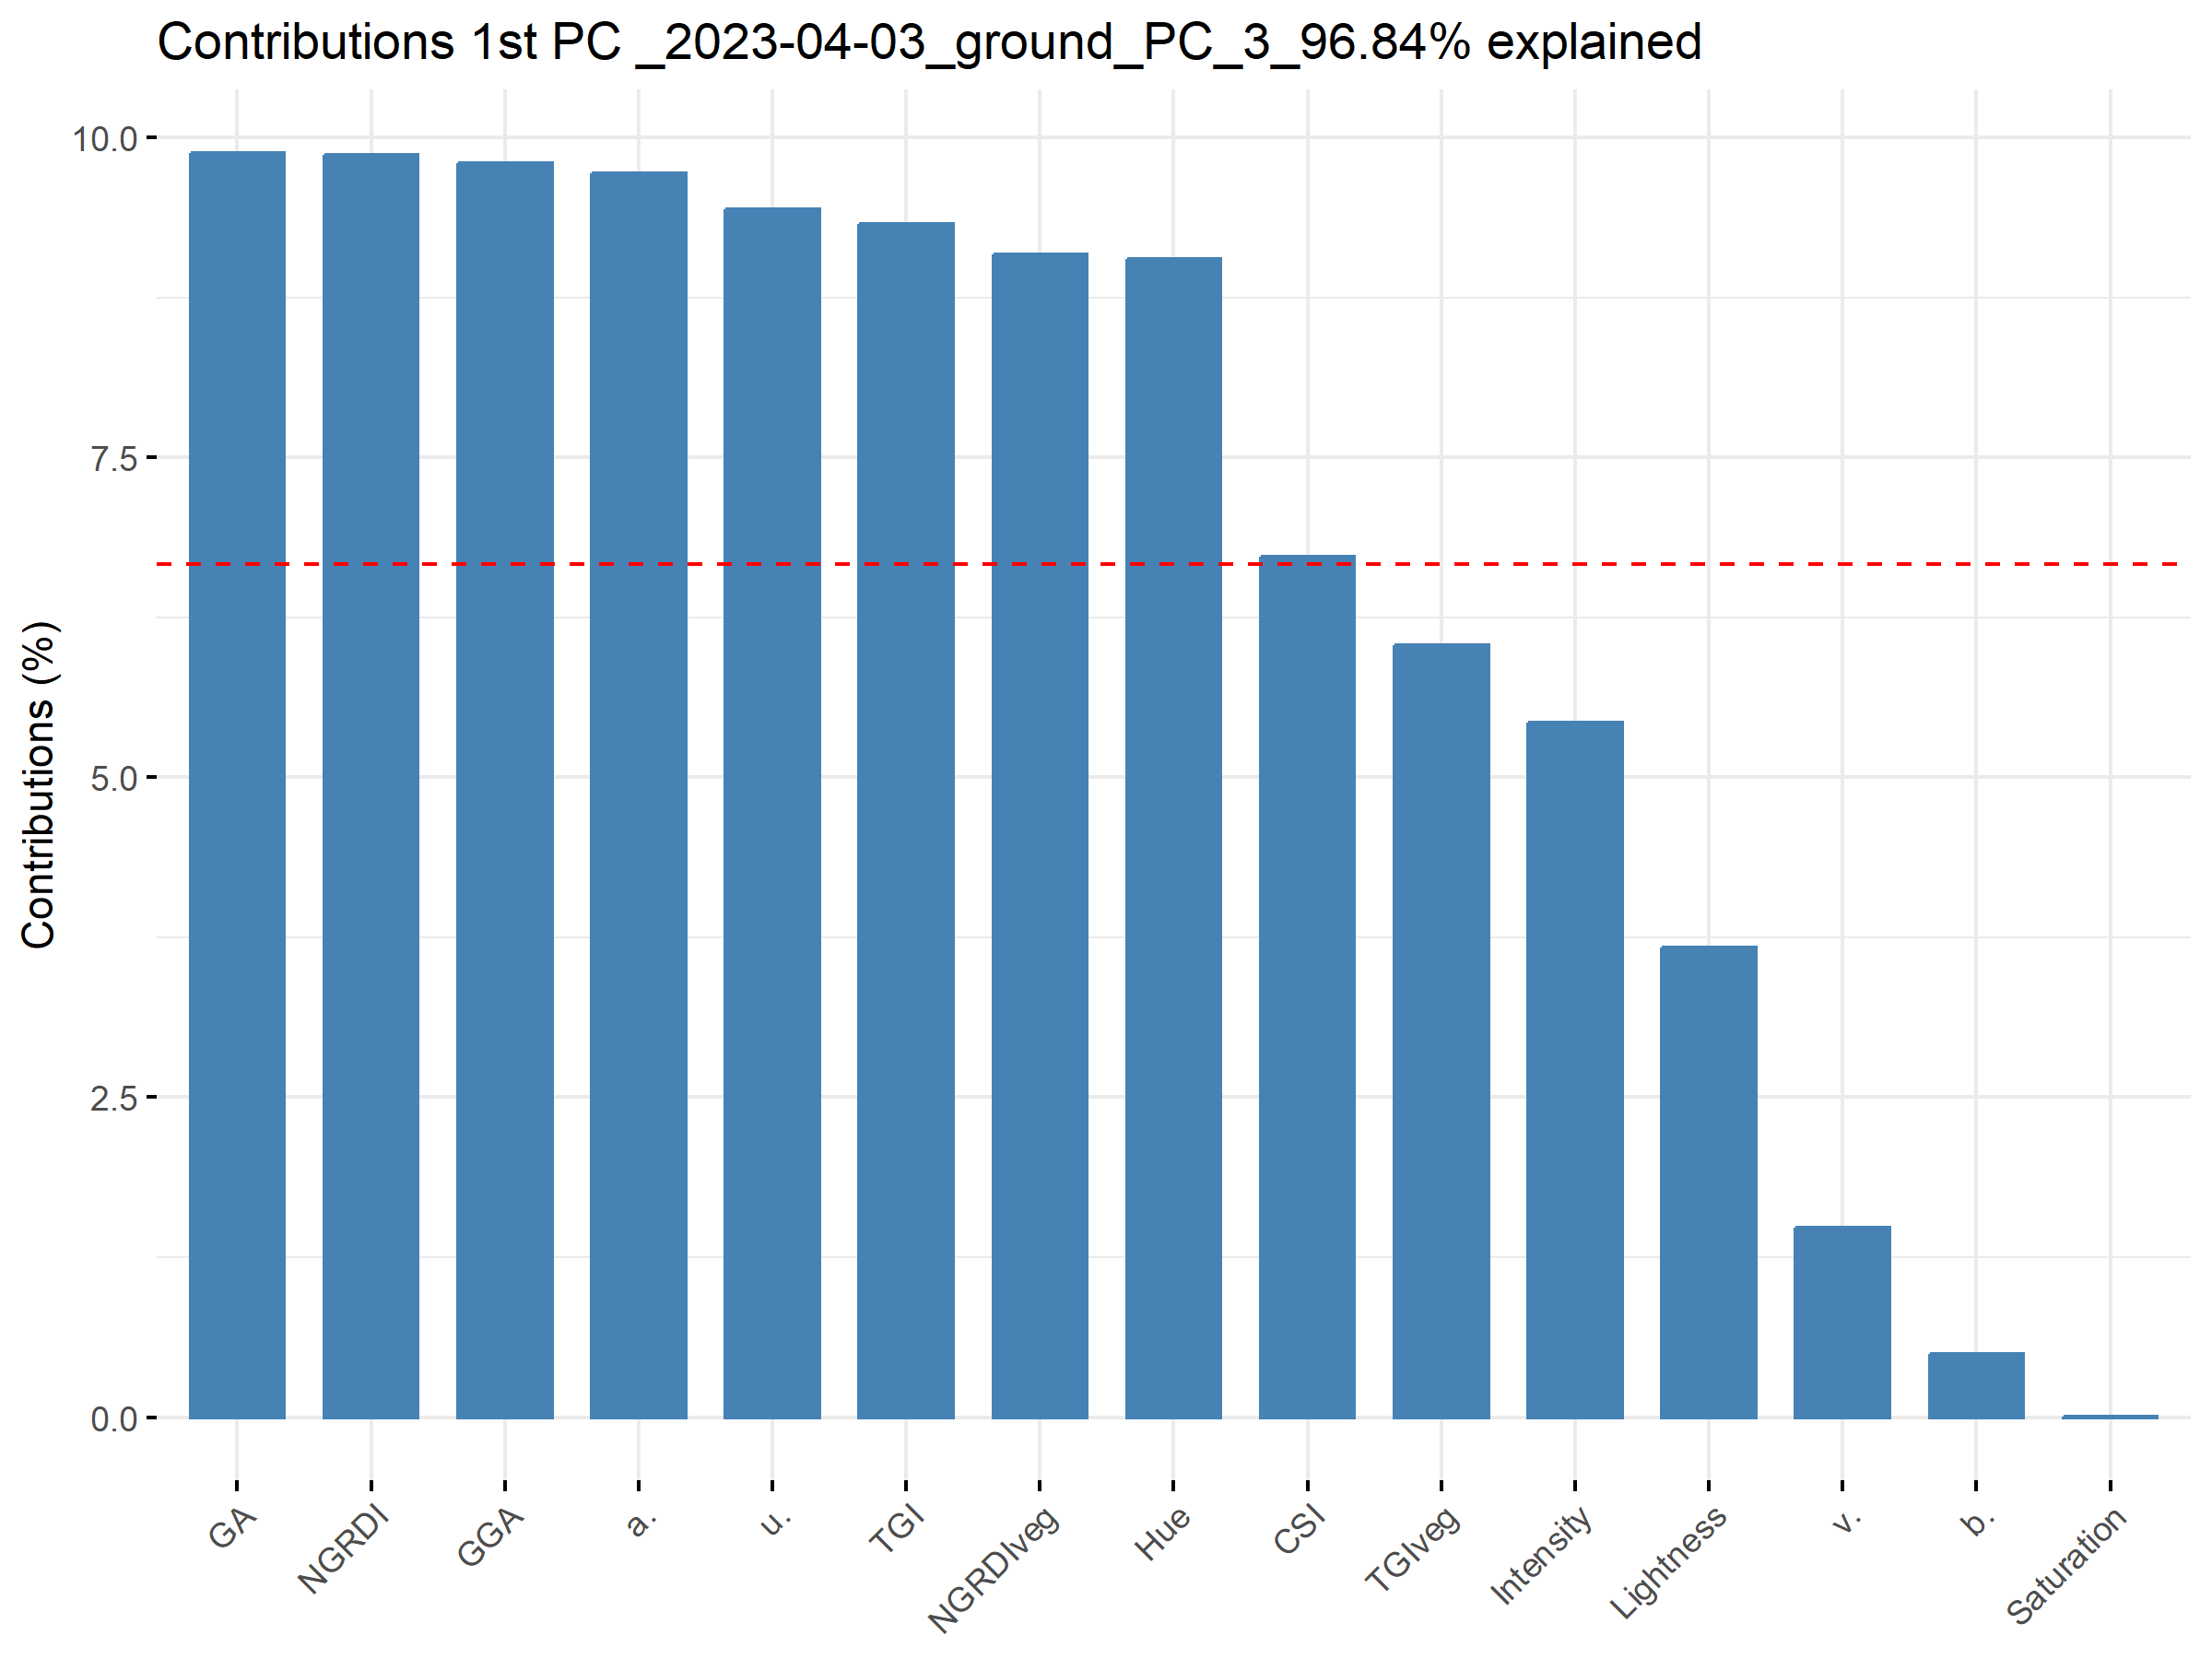 Contributions 1st PC _2023-04-03_ground_PC_3_96.84% explained
Contributions (%)
10.0
7.5
5.0
2.5
0.0
GA
NGRDI
GGA
a.
u.
TGI
NGRDIveg
Hue
CSI
TGIveg
Intensity
Lightness
v.
b.
Saturation